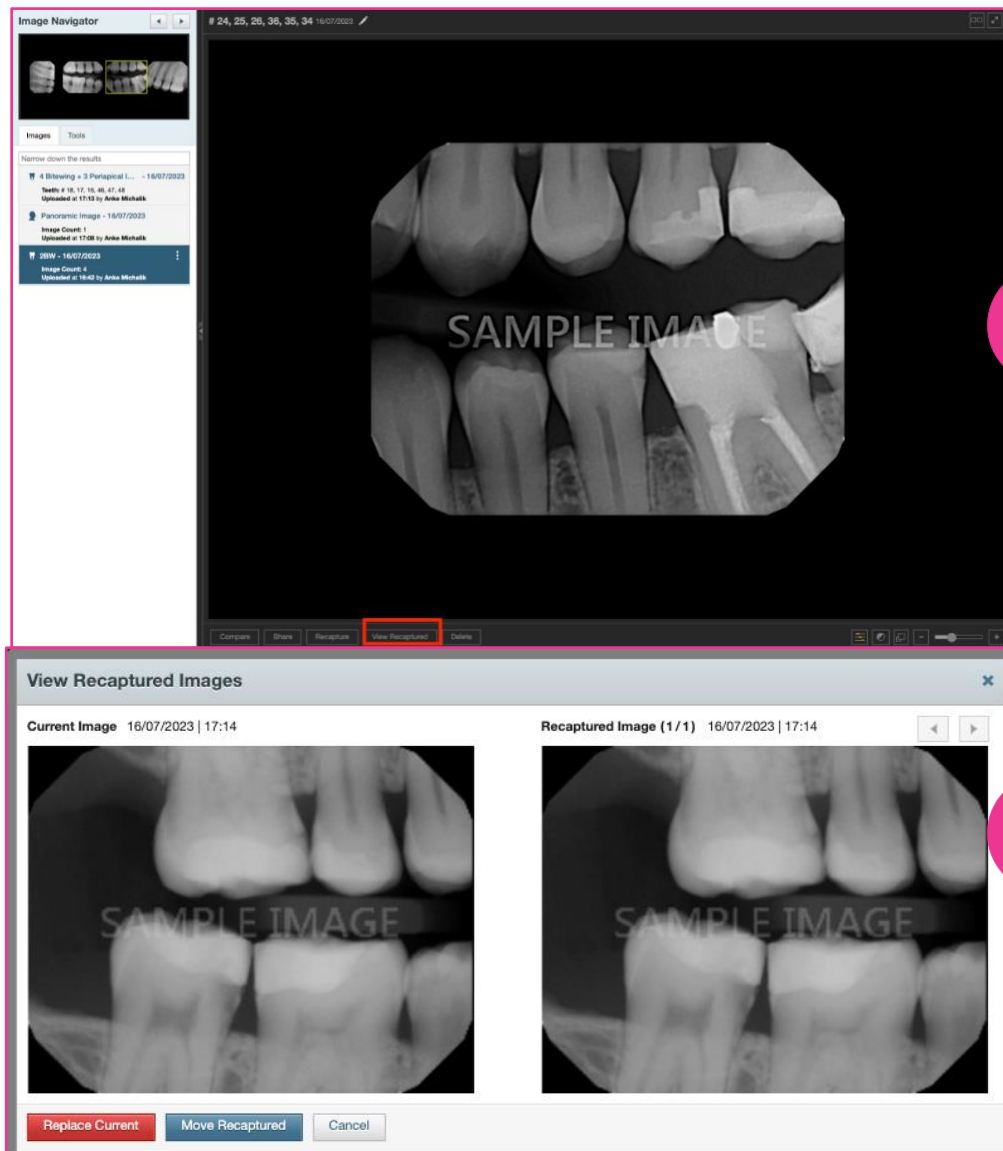 Image Navigator
# 24, 25, 26, 36, 35, 34 16/07/2023
Images Tools
Narrow down the results
4 Bitewing + 3 Periapical I... - 16/07/2023
Teeth: # 18, 17, 16, 46, 47, 48
Uploaded at 17:13 by Anke Michalik
Panoramic Image - 16/07/2023
Image Count: 1
Uploaded at 17:08 by Anke Michalik
2BW - 16/07/2023
Image Count: 4
Uploaded at 16:42 by Anke Michalik
SAMPLE IMAGE
Compare Share Recapture View Recaptured Delete
View Recaptured Images
Current Image 16/07/2023 | 17:14
Recaptured Image (1/1) 16/07/2023 | 17:14
SAMPLE IMAGE
SAMPLE IMAGE
Replace Current Move Recaptured Cancel